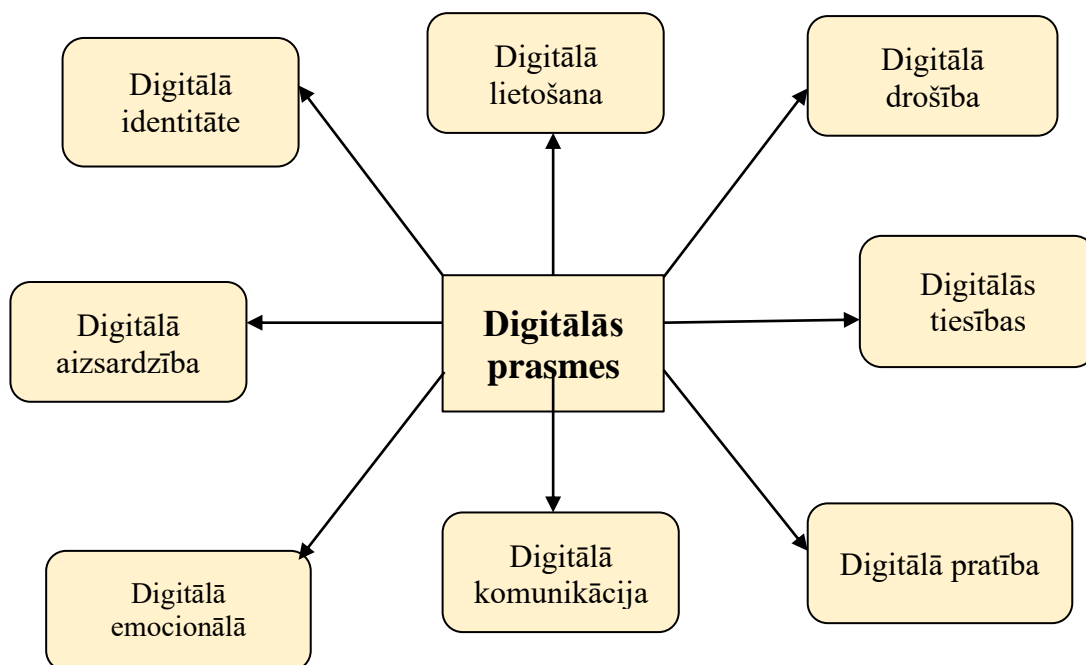 Digitālā
identitāte
Digitālā
lietošana
Digitālā
drošība
Digitālā
aizsardzība
Digitālās
prasmes
Digitālās
tiesības
Digitālā
emocionālā
Digitālā
komunikācija
Digitālā pratība